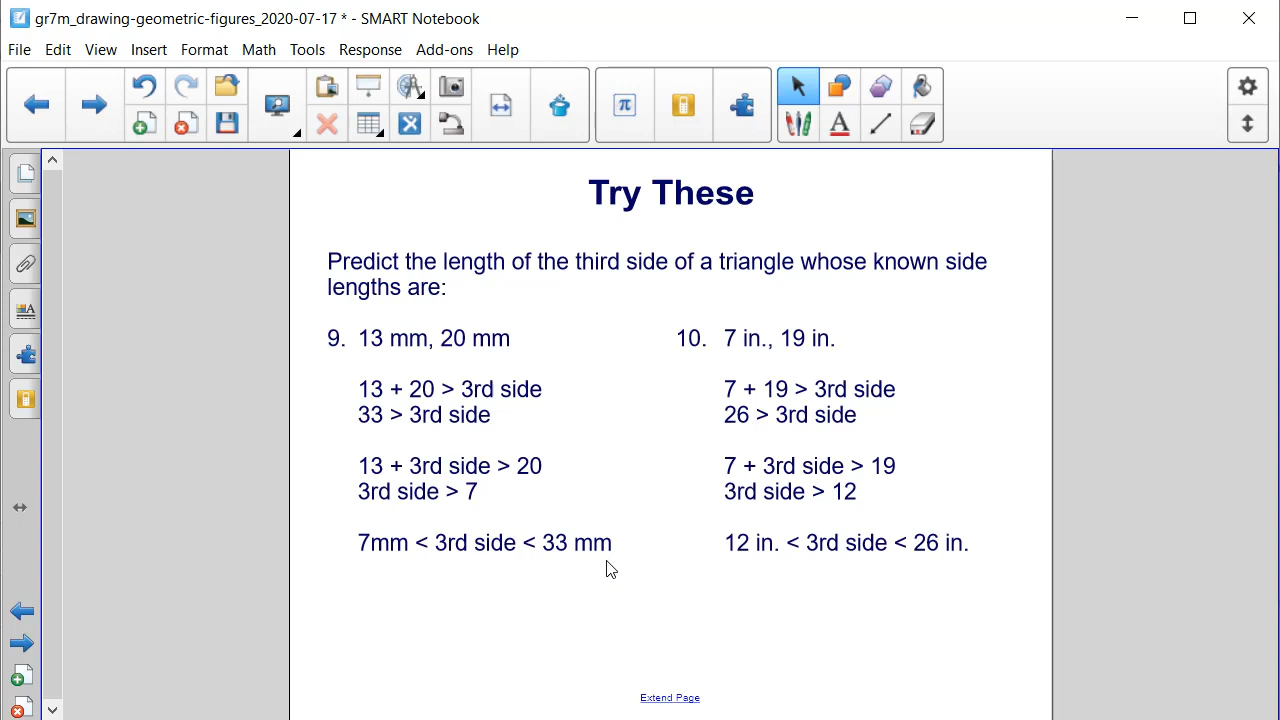 gr7m_drawing-geometric-figures_2020-07-17 * - SMART Notebook
File Edit View Insert Format Math Tools Response Add-ons Help
Try These
Predict the length of the third side of a triangle whose known side
lengths are:
9. 13 mm, 20 mm
13 + 20 > 3rd side
33 > 3rd side
13 + 3rd side > 20
3rd side > 7
7mm < 3rd side < 33 mm
10. 7 in., 19 in.
7 + 19 > 3rd side
26 > 3rd side
7 + 3rd side > 19
3rd side > 12
12 in. < 3rd side < 26 in.
Extend Page